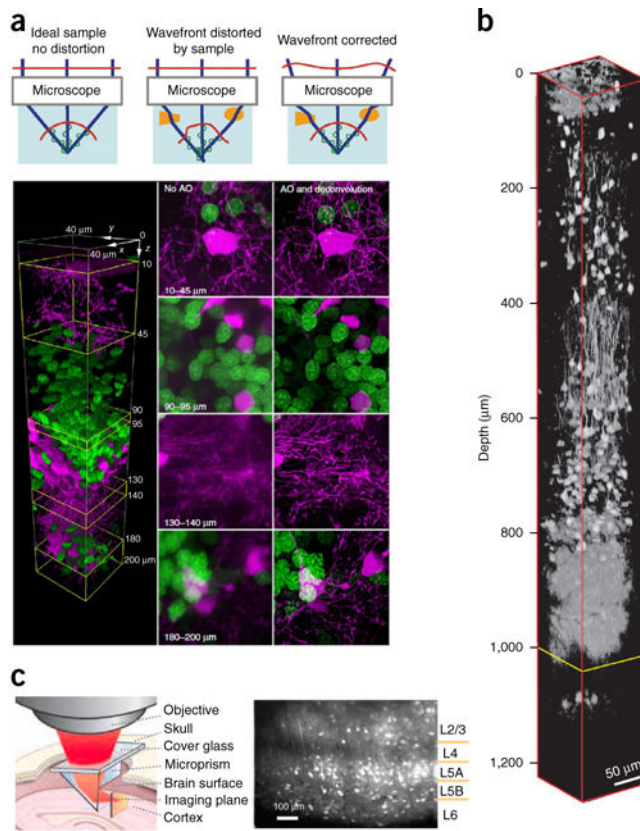 a
Ideal sample
no distortion
Wavefront distorted
by sample
Wavefront corrected
Microscope
Microscope
Microscope
No AO
AO and deconvolution
40 µm
y
0
x
z
40 µm
10
45
90
95
130
140
180
200 µm
10–45 µm
90–95 µm
130–140 µm
180–200 µm
b
0
200
400
600
800
1,000
1,200
Depth (µm)
50 µm
c
Objective
Skull
Cover glass
Microprism
Brain surface
Imaging plane
Cortex
100 µm
L2/3
L4
L5A
L5B
L6